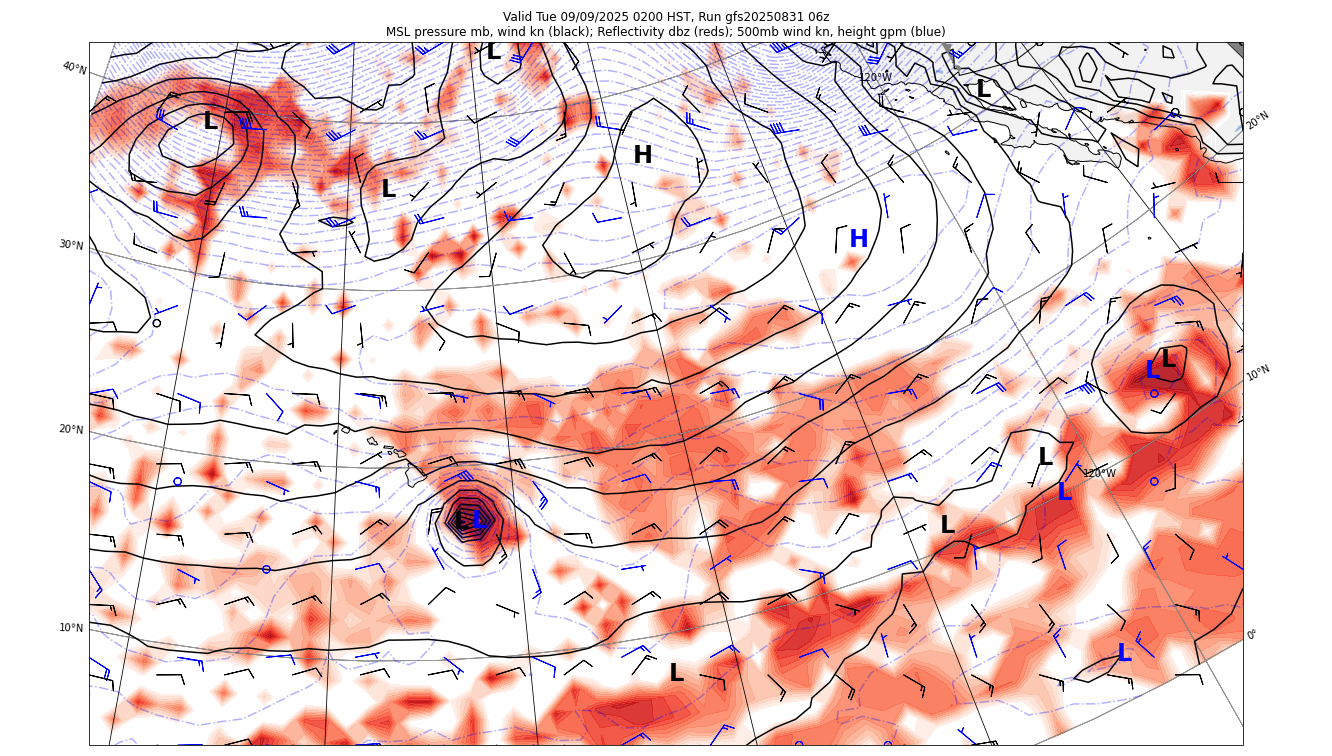 Valid Tue 09/09/2025 0200 HST, Run gfs20250831 06z
MSL pressure mb, wind kn (black); Reflectivity dbz (reds); 500mb wind kn, height gpm (blue)
L
40°N
120°W
L
L
20°N
H
L
H
30°N
L
L
10°N
20°N
L
120°W
L
L
L
L
10°N
0°
L
L